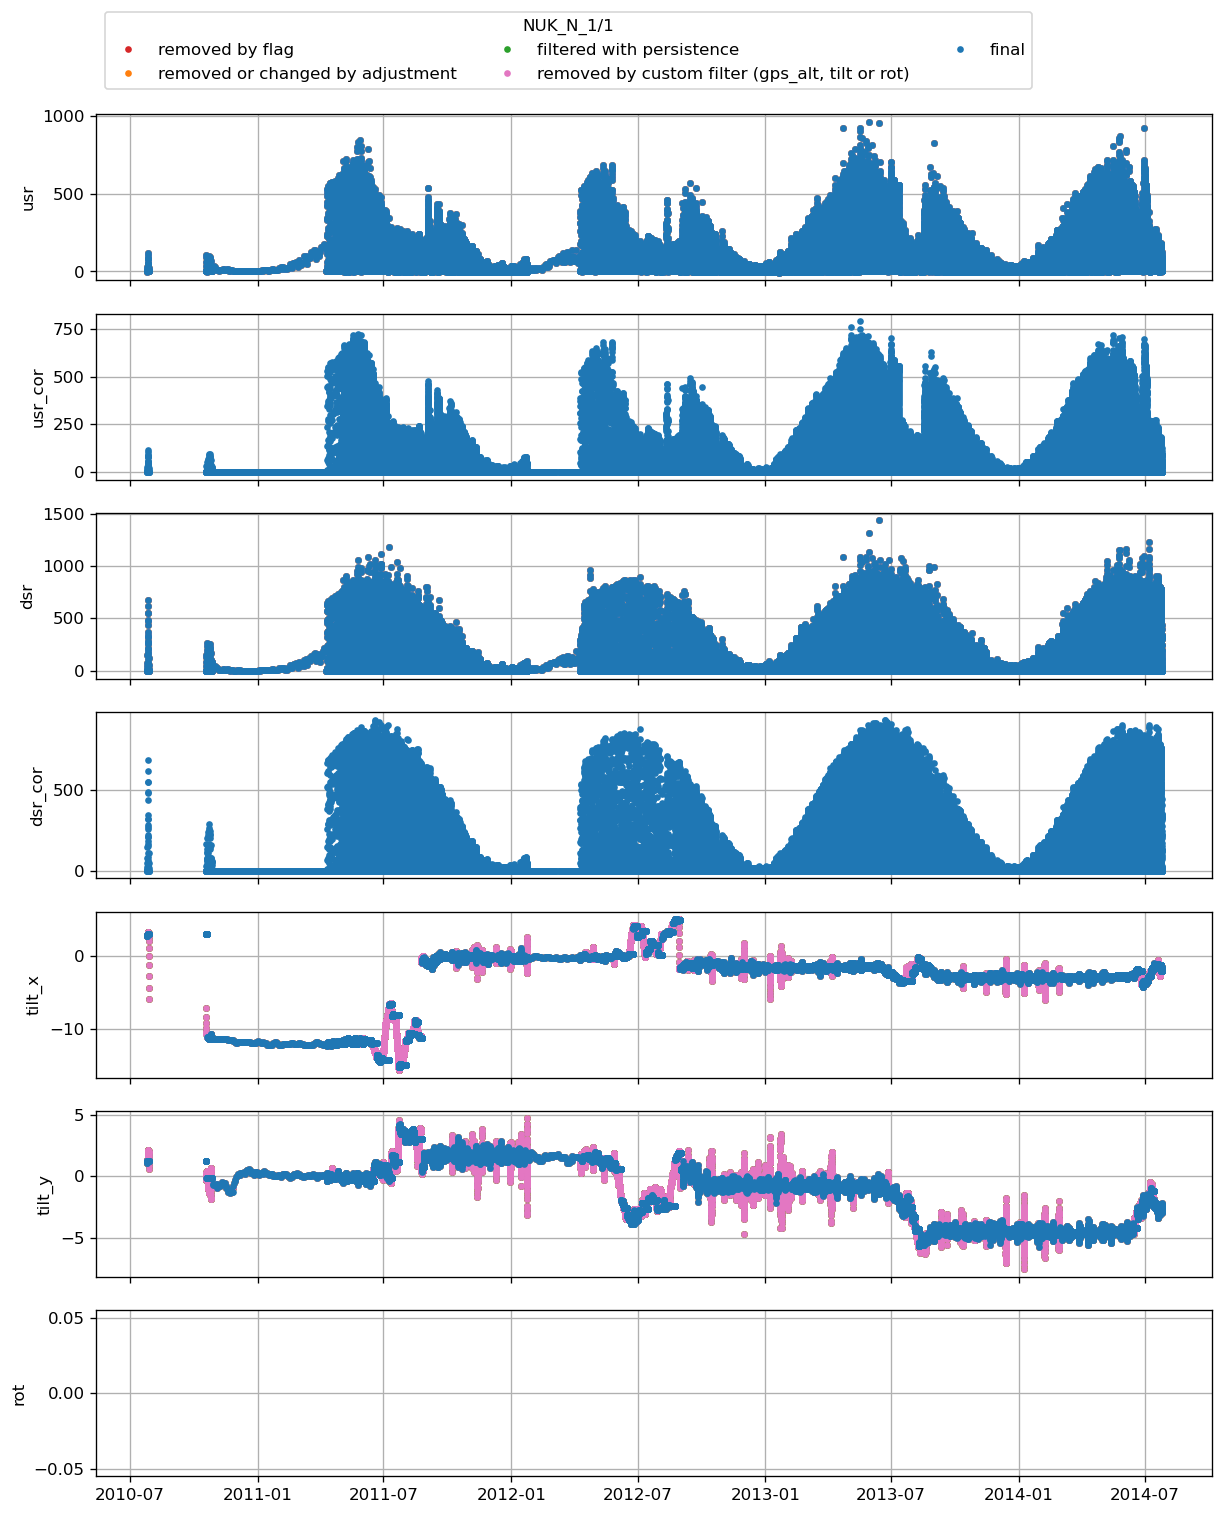 NUK_N_1/1
removed by flag
filtered with persistence
final
removed or changed by adjustment
removed by custom filter (gps_alt, tilt or rot)
1000
500
0
usr
750
500
250
0
usr_cor
1500
1000
500
0
dsr
500
0
dsr_cor
0
−10
tilt_x
5
0
−5
tilt_y
0.05
0.00
−0.05
rot
2010-07 2011-01 2011-07 2012-01 2012-07 2013-01 2013-07 2014-01 2014-07